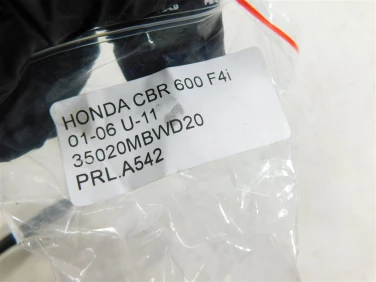 HONDA CBR 600 F4i
01-06 U-11
35020MBWD20
PRL.A542